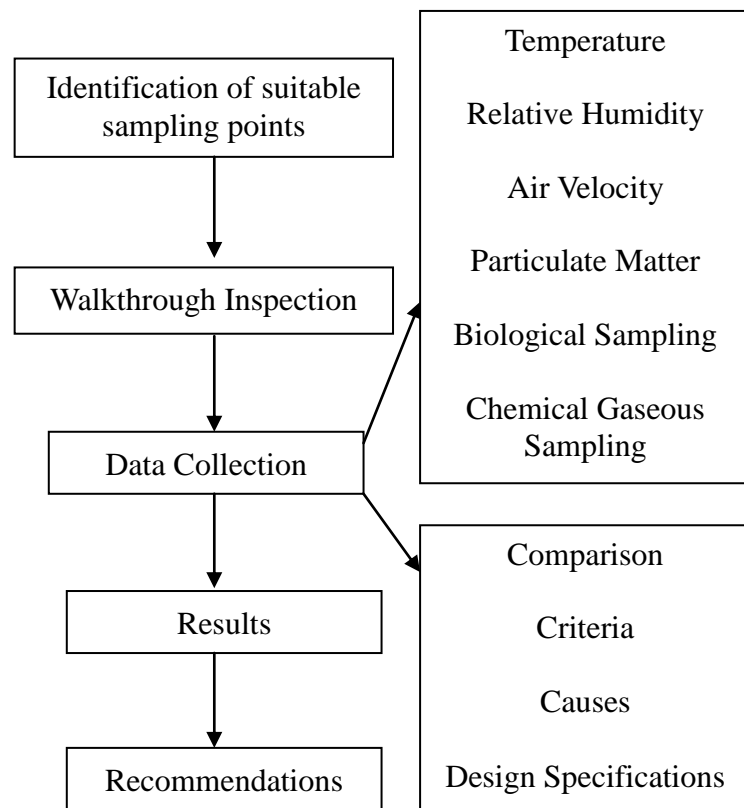 Identification of suitable
sampling points
Walkthrough Inspection
Data Collection
Results
Recommendations
Temperature
Relative Humidity
Air Velocity
Particulate Matter
Biological Sampling
Chemical Gaseous
Sampling
Comparison
Criteria
Causes
Design Specifications